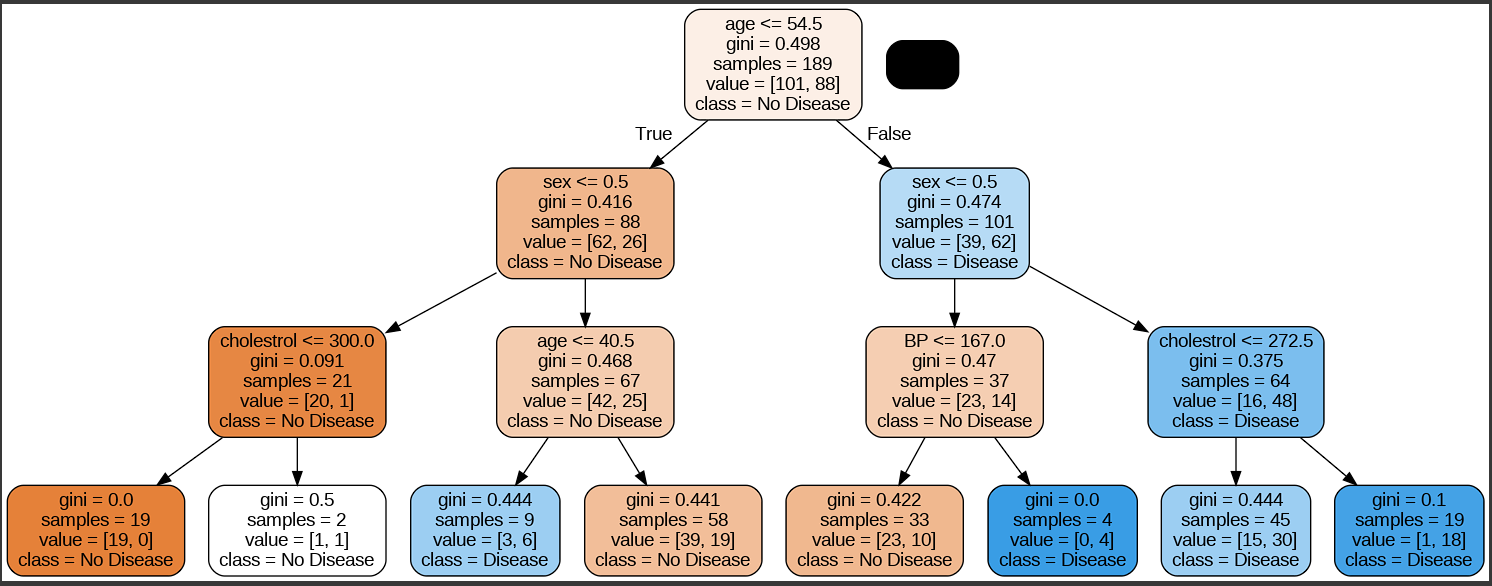 age <= 54.5
gini = 0.498
samples = 189
value = [101, 88]
class = No Disease
True
False
sex <= 0.5
gini = 0.416
samples = 88
value = [62, 26]
class = No Disease
sex <= 0.5
gini = 0.474
samples = 101
value = [39, 62]
class = Disease
cholestrol <= 300.0
gini = 0.091
samples = 21
value = [20, 1]
class = No Disease
age <= 40.5
gini = 0.468
samples = 67
value = [42, 25]
class = No Disease
BP <= 167.0
gini = 0.47
samples = 37
value = [23, 14]
class = No Disease
cholestrol <= 272.5
gini = 0.375
samples = 64
value = [16, 48]
class = Disease
gini = 0.0
samples = 19
value = [19, 0]
class = No Disease
gini = 0.5
samples = 2
value = [1, 1]
class = No Disease
gini = 0.444
samples = 9
value = [3, 6]
class = Disease
gini = 0.441
samples = 58
value = [39, 19]
class = No Disease
gini = 0.422
samples = 33
value = [23, 10]
class = No Disease
gini = 0.0
samples = 4
value = [0, 4]
class = Disease
gini = 0.444
samples = 45
value = [15, 30]
class = Disease
gini = 0.1
samples = 19
value = [1, 18]
class = Disease